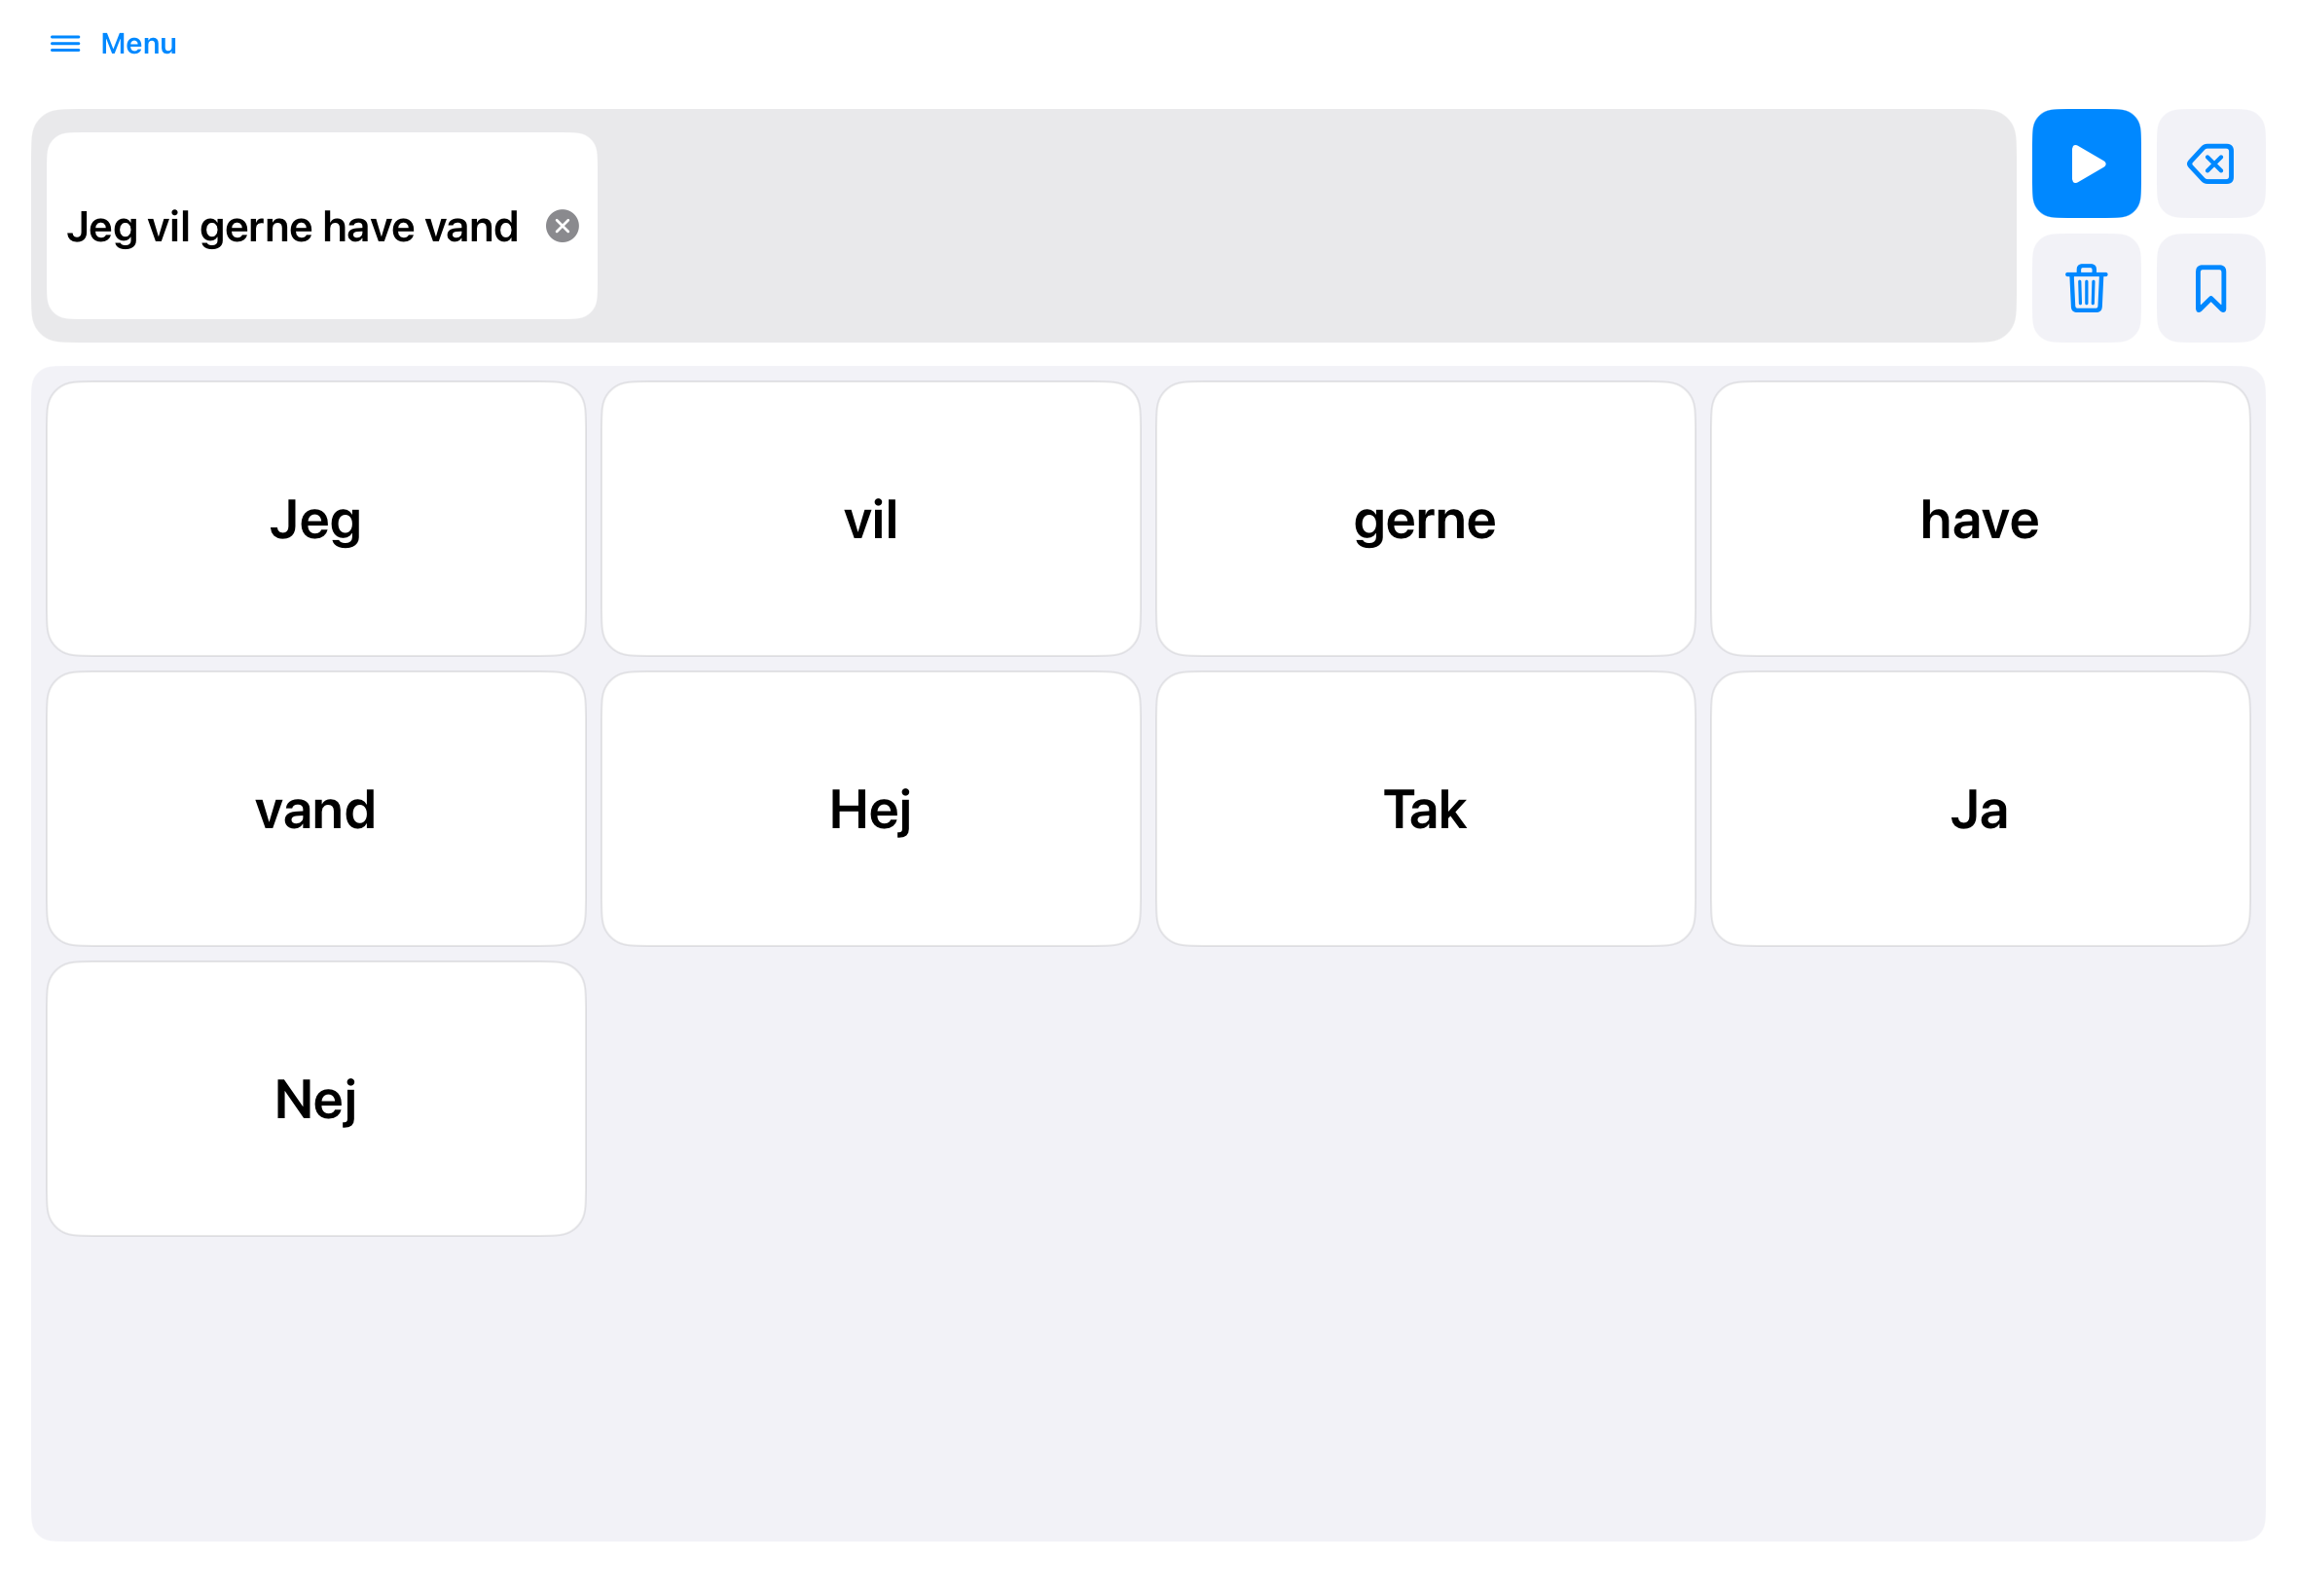 Menu
Jeg vil gerne have vand
Jeg
vil
gerne
have
vand
Hej
Tak
Ja
Nej